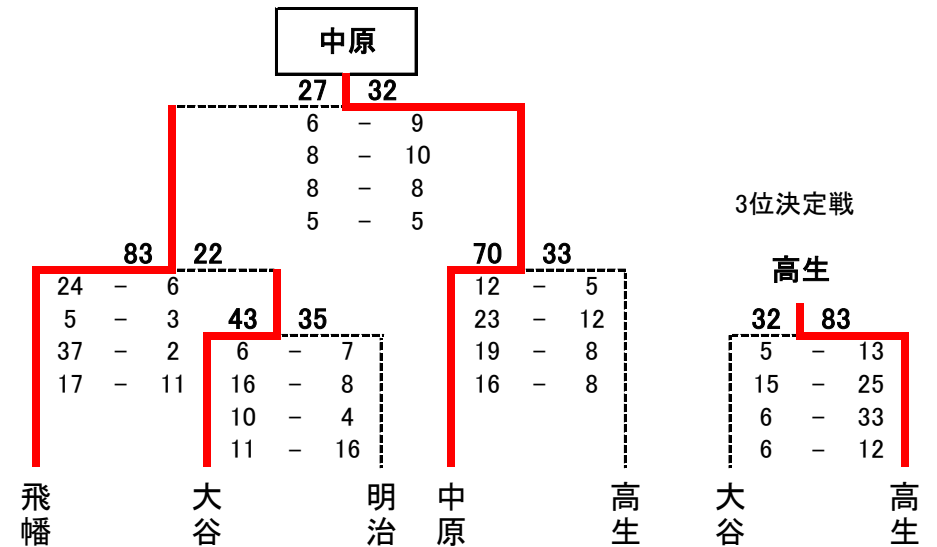 中原
27 32
6 － 9
8 － 10
8 － 8
5 － 5
3位決定戦
83 22
24 － 6
5 － 3
37 － 2
17 － 11
43 35
6 － 7
16 － 8
10 － 4
11 － 16
70 33
12 － 5
23 － 12
19 － 8
16 － 8
高生
32 83
5 － 13
15 － 25
6 － 33
6 － 12
飛幡
大谷
明治
中原
高生
大谷
高生